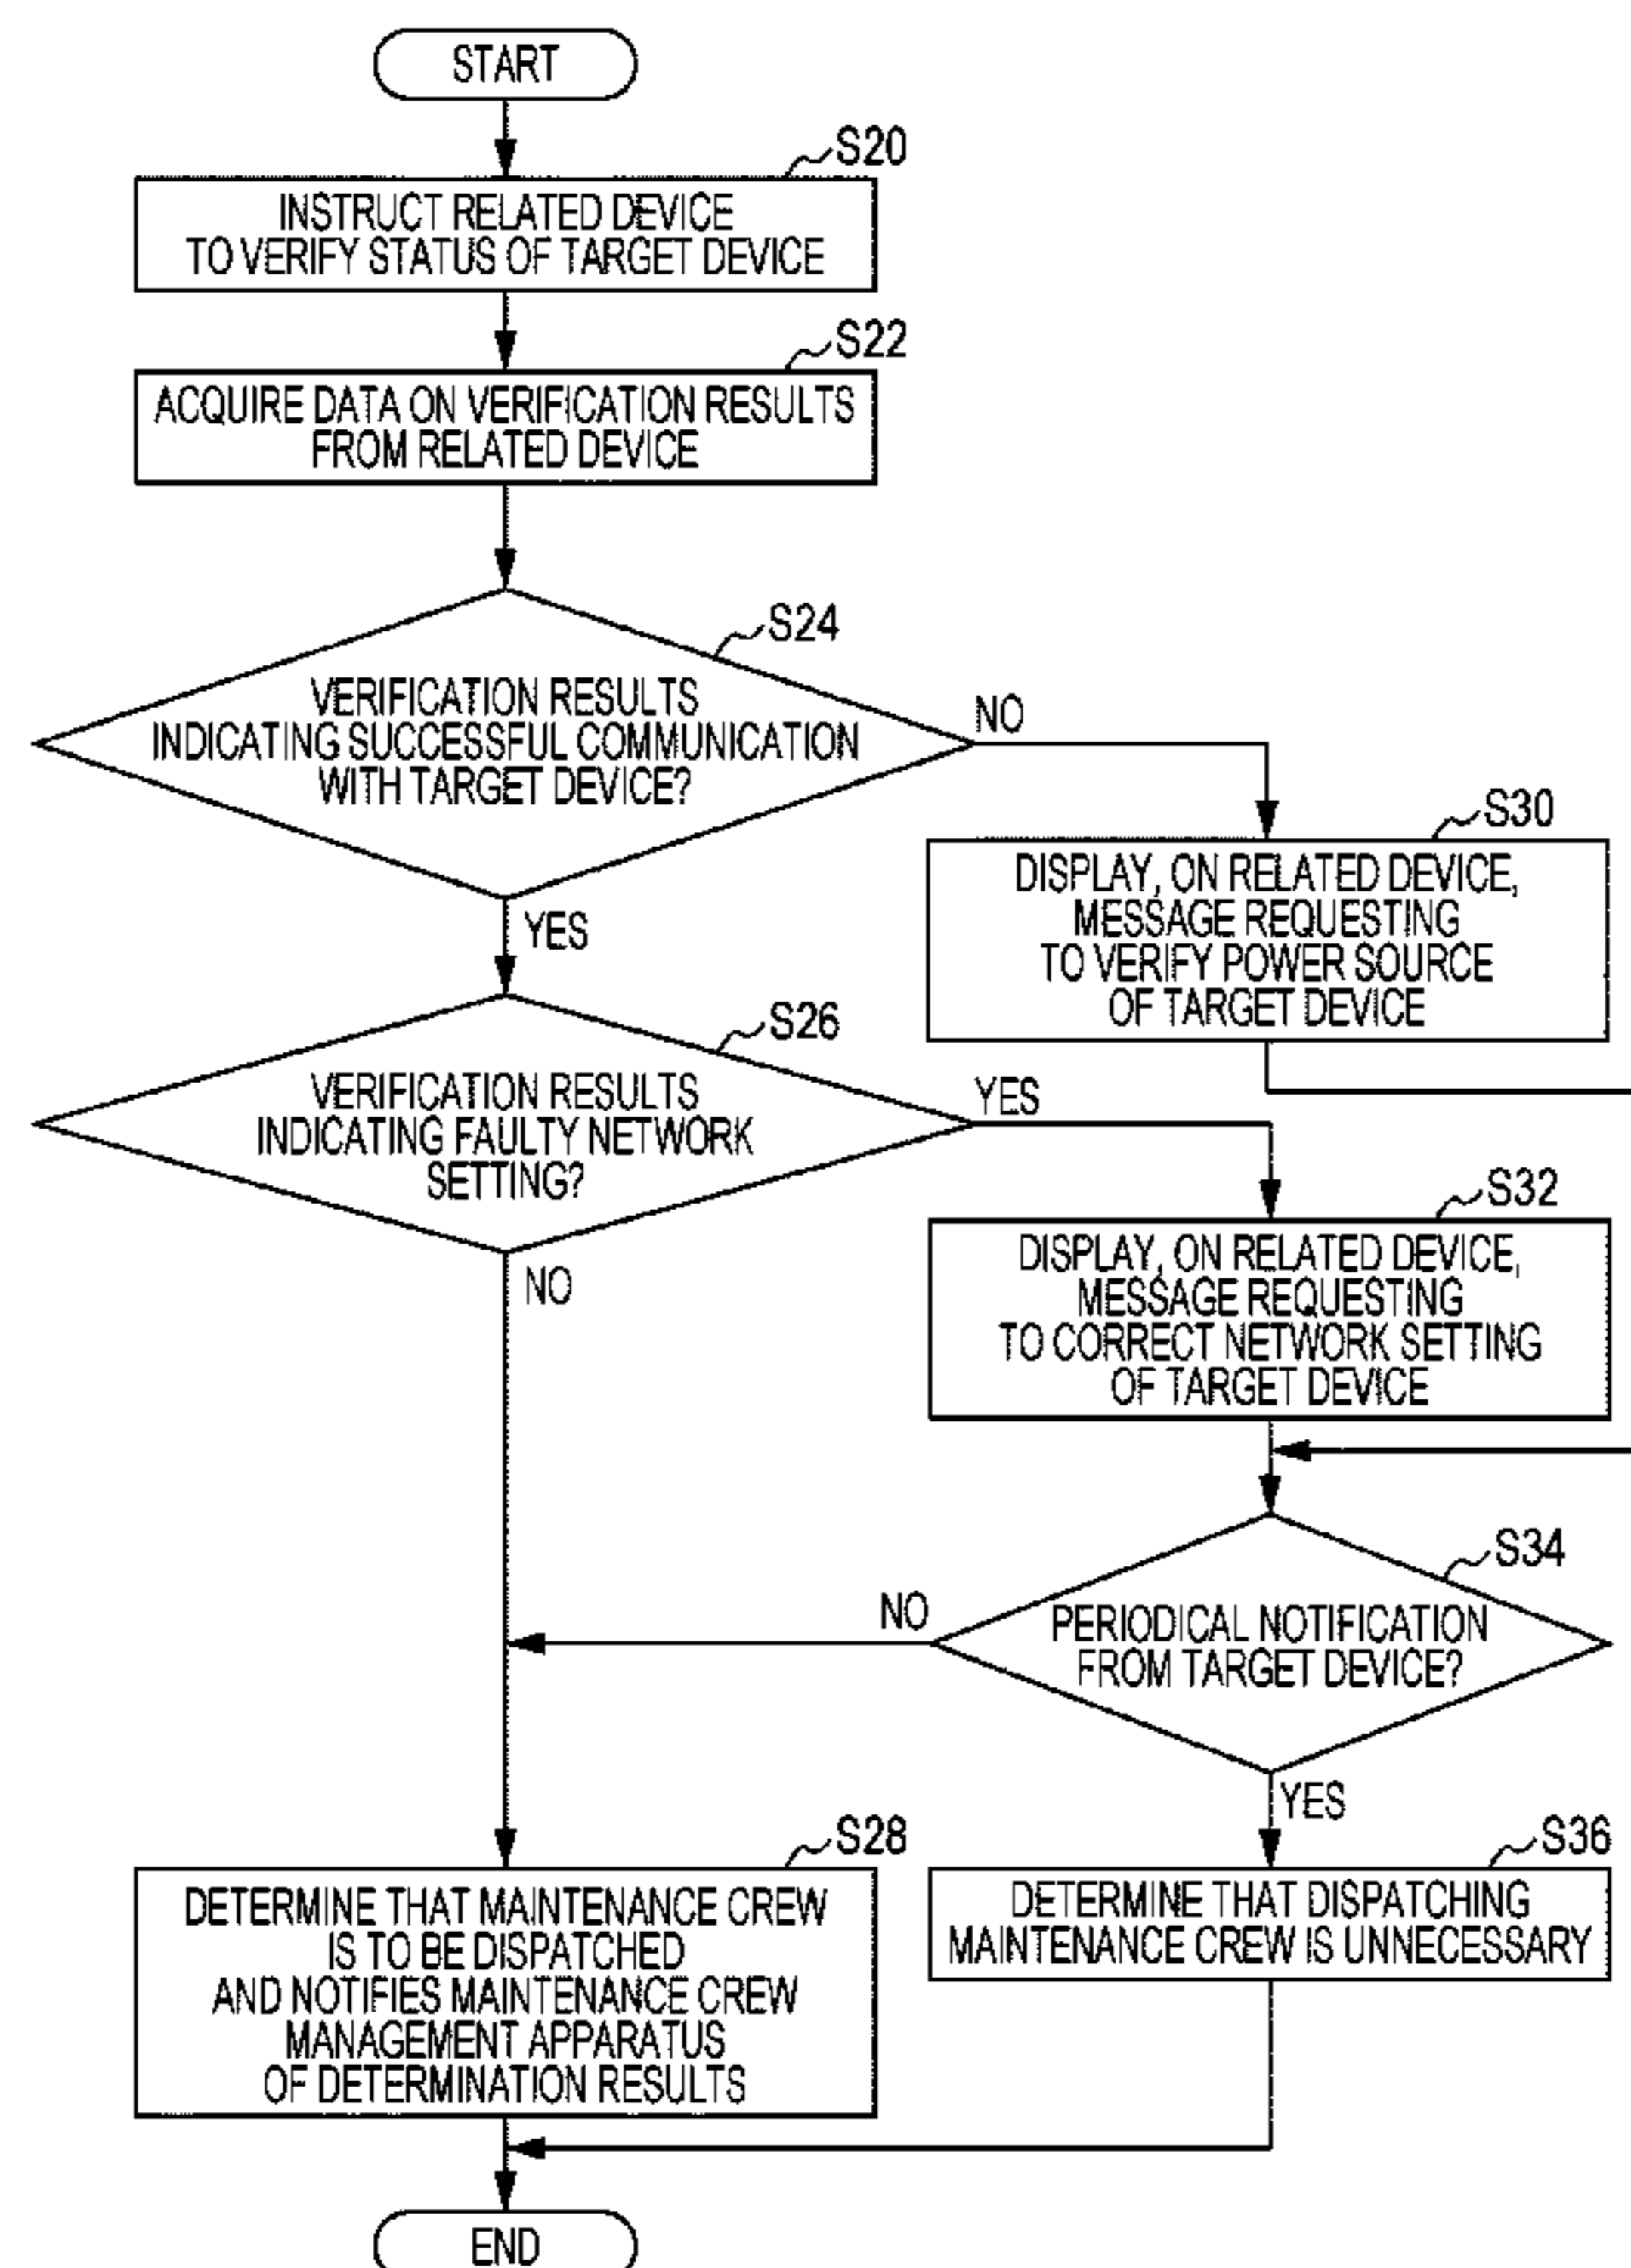 START
S20
INSTRUCT RELATED DEVICE
TO VERIFY STATUS OF TARGET DEVICE
S22
ACQUIRE DATA ON VERIFICATION RESULTS
FROM RELATED DEVICE
S24
VERIFICATION RESULTS
INDICATING SUCCESSFUL COMMUNICATION
WITH TARGET DEVICE?
NO
YES
S30
DISPLAY, ON RELATED DEVICE,
MESSAGE REQUESTING
TO VERIFY POWER SOURCE
OF TARGET DEVICE
S26
VERIFICATION RESULTS
INDICATING FAULTY NETWORK
SETTING?
YES
NO
S32
DISPLAY, ON RELATED DEVICE,
MESSAGE REQUESTING
TO CORRECT NETWORK SETTING
OF TARGET DEVICE
S34
PERIODICAL NOTIFICATION
FROM TARGET DEVICE?
NO
YES
S28
DETERMINE THAT MAINTENANCE CREW
IS TO BE DISPATCHED
AND NOTIFIES MAINTENANCE CREW
MANAGEMENT APPARATUS
OF DETERMINATION RESULTS
S36
DETERMINE THAT DISPATCHING
MAINTENANCE CREW IS UNNECESSARY
END